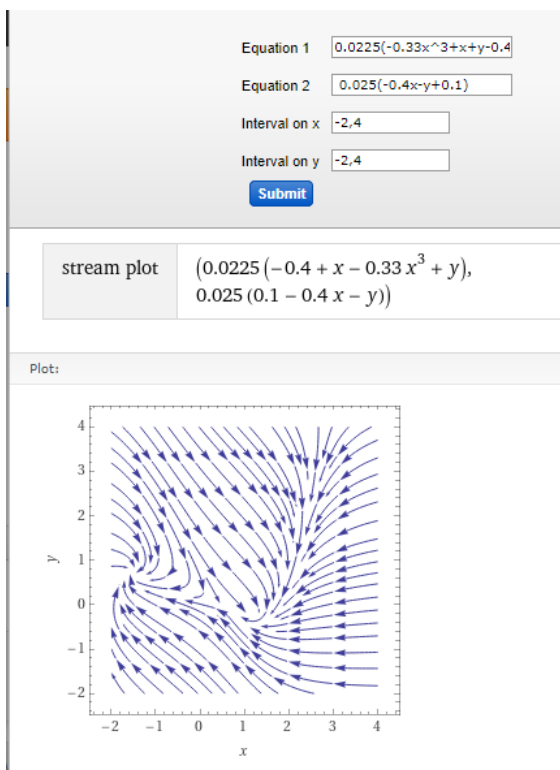 Equation 1 0.0225(-0.33x^3+x+y-0.4
Equation 2 0.025(-0.4x-y+0.1)
Interval on x -2,4
Interval on y -2,4
Submit
stream plot (0.0225 (−0.4 + x − 0.33 x³ + y),
0.025 (0.1 − 0.4 x − y))
Plot:
4
3
2
1
0
−1
−2
y
−2 −1 0 1 2 3 4
x